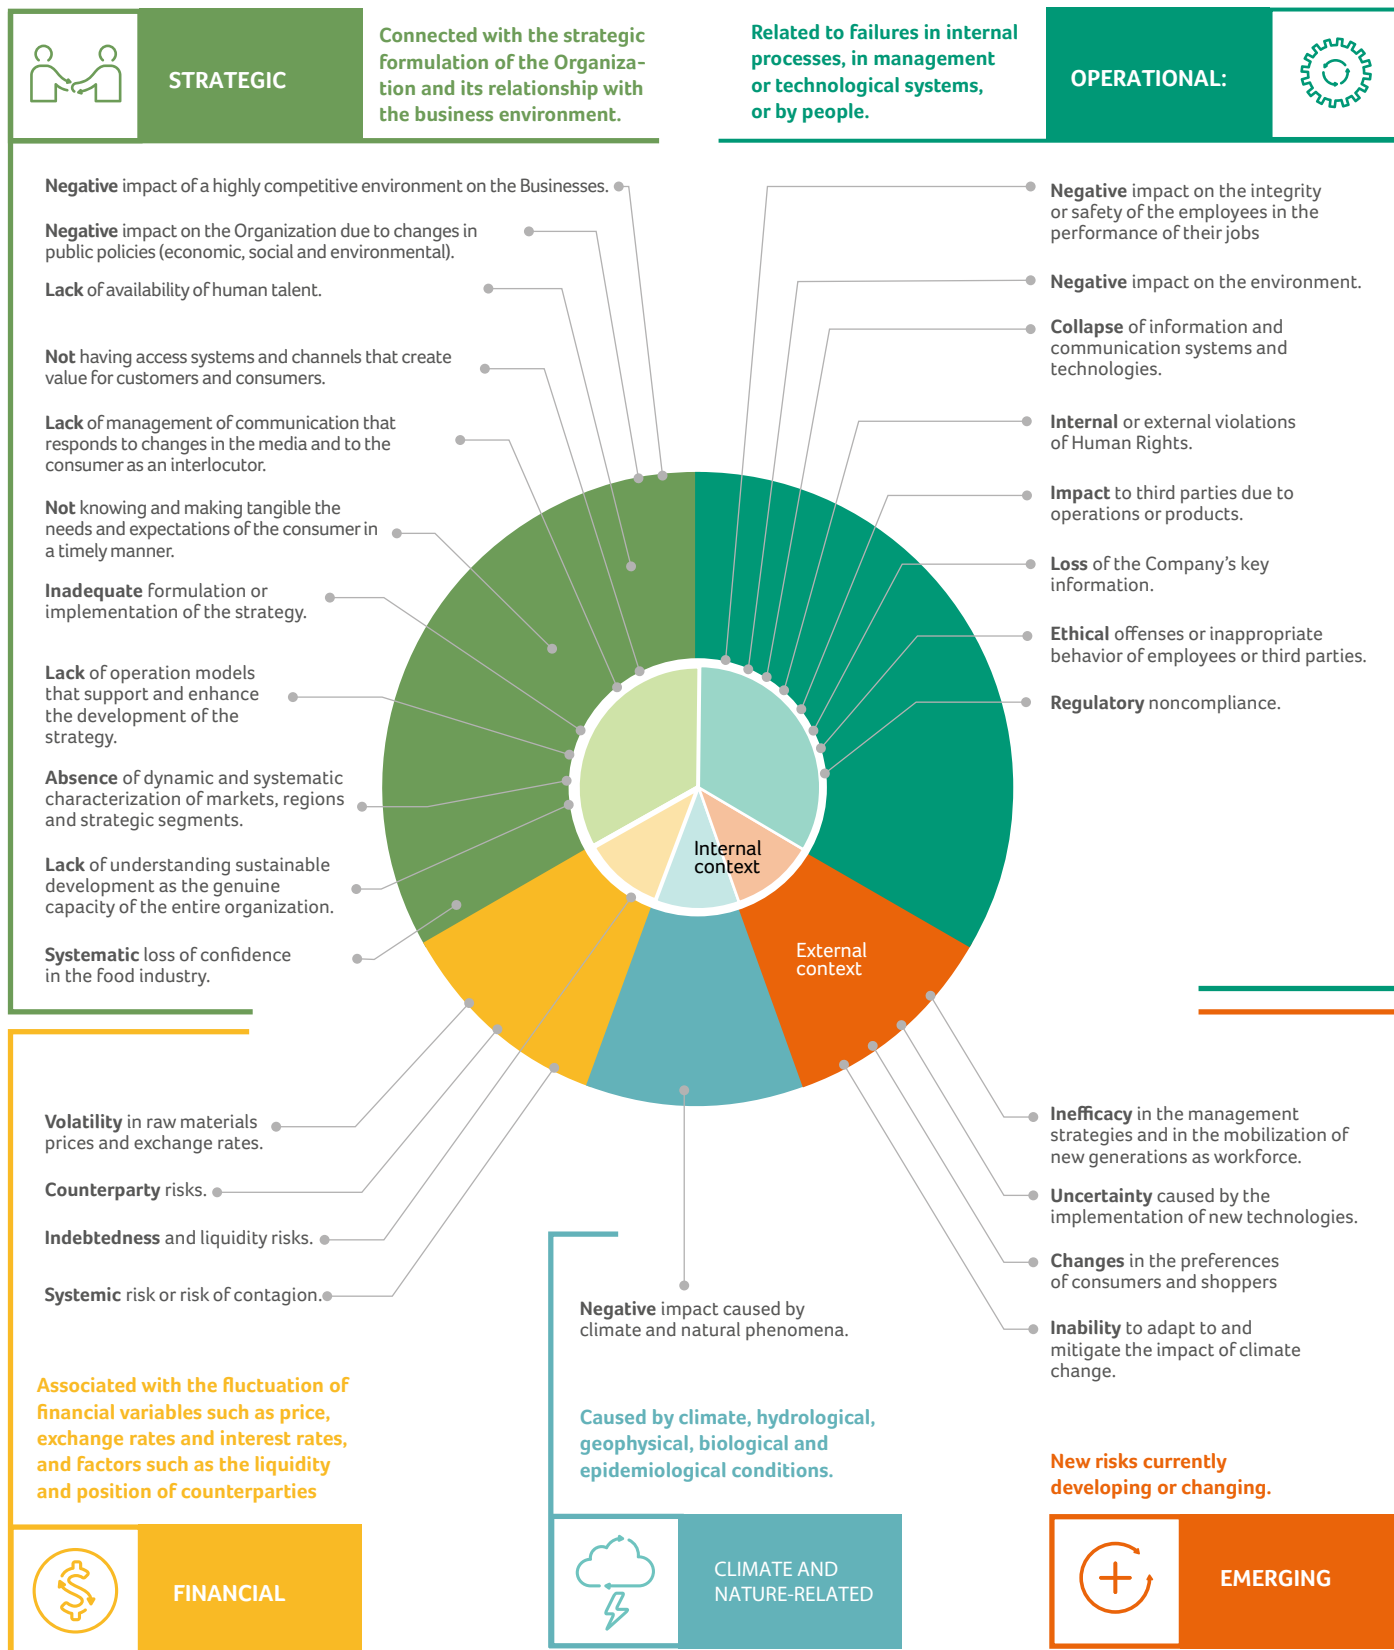 STRATEGIC
Connected with the strategic
formulation of the Organiza-
tion and its relationship with
the business environment.
Negative impact of a highly competitive environment on the Businesses.
Negative impact on the Organization due to changes in
public policies (economic, social and environmental).
Lack of availability of human talent.
Not having access systems and channels that create
value for customers and consumers.
Lack of management of communication that
responds to changes in the media and to the
consumer as an interlocutor.
Not knowing and making tangible the
needs and expectations of the consumer in
a timely manner.
Inadequate formulation or
implementation of the strategy.
Lack of operation models
that support and enhance
the development of the
strategy.
Absence of dynamic and systematic
characterization of markets, regions
and strategic segments.
Lack of understanding sustainable
development as the genuine
capacity of the entire organization.
Systematic loss of confidence
in the food industry.
Related to failures in internal
processes, in management
or technological systems,
or by people.
OPERATIONAL:
Negative impact on the integrity
or safety of the employees in the
performance of their jobs
Negative impact on the environment.
Collapse of information and
communication systems and
technologies.
Internal or external violations
of Human Rights.
Impact to third parties due to
operations or products.
Loss of the Company's key
information.
Ethical offenses or inappropriate
behavior of employees or third parties.
Regulatory noncompliance.
Internal
context
External
context
Volatility in raw materials
prices and exchange rates.
Counterparty risks.
Indebtedness and liquidity risks.
Systemic risk or risk of contagion.
Associated with the fluctuation of
financial variables such as price,
exchange rates and interest rates,
and factors such as the liquidity
and position of counterparties
FINANCIAL
Negative impact caused by
climate and natural phenomena.
Caused by climate, hydrological,
geophysical, biological and
epidemiological conditions.
CLIMATE AND
NATURE-RELATED
Inefficacy in the management
strategies and in the mobilization of
new generations as workforce.
Uncertainty caused by the
implementation of new technologies.
Changes in the preferences
of consumers and shoppers
Inability to adapt to and
mitigate the impact of climate
change.
New risks currently
developing or changing.
EMERGING